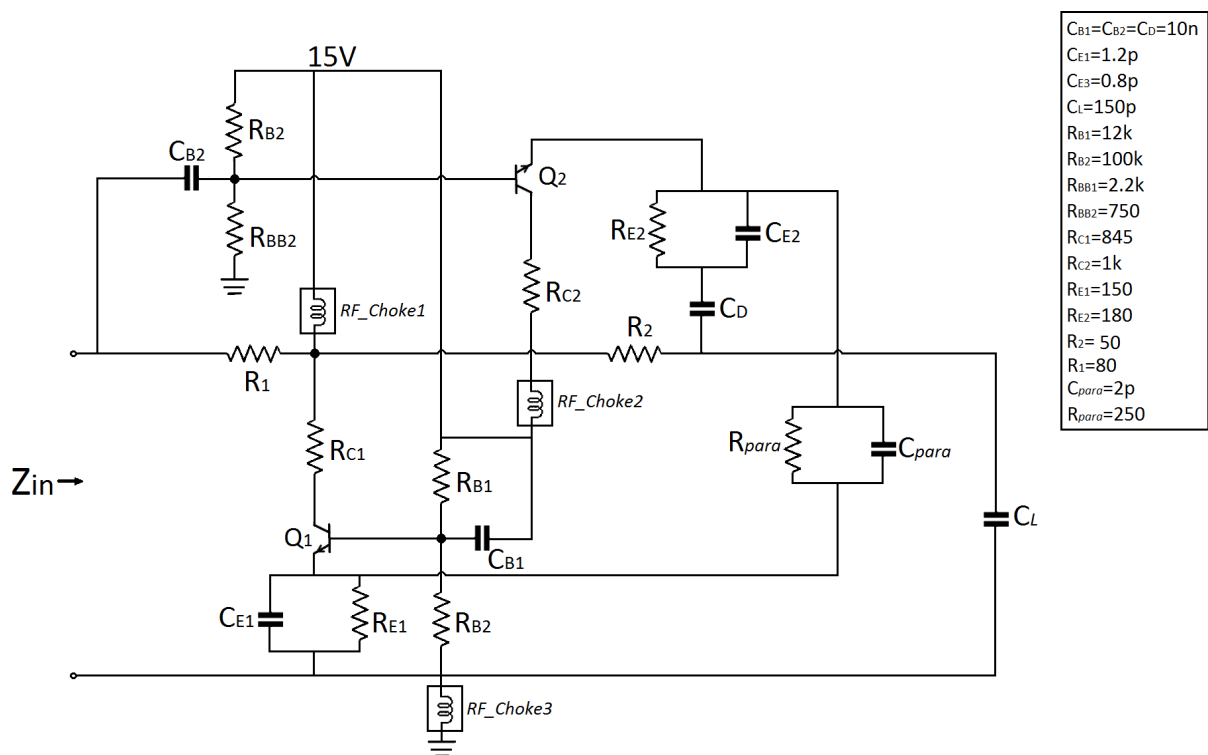 15V
RB2
CB2
Q2
RE2
CE2
RBB2
RC2
RF_Choke1
CD
R2
R1
RF_Choke2
RC1
Rpara
Cpara
Zin
RB1
CL
Q1
CB1
CE1
RE1
RB2
RF_Choke3
CB1=CB2=CD=10n
CE1=1.2p
CE3=0.8p
CL=150p
RB1=12k
RB2=100k
RBB1=2.2k
RBB2=750
RC1=845
RC2=1k
RE1=150
RE2=180
R2= 50
R1=80
Cpara=2p
Rpara=250